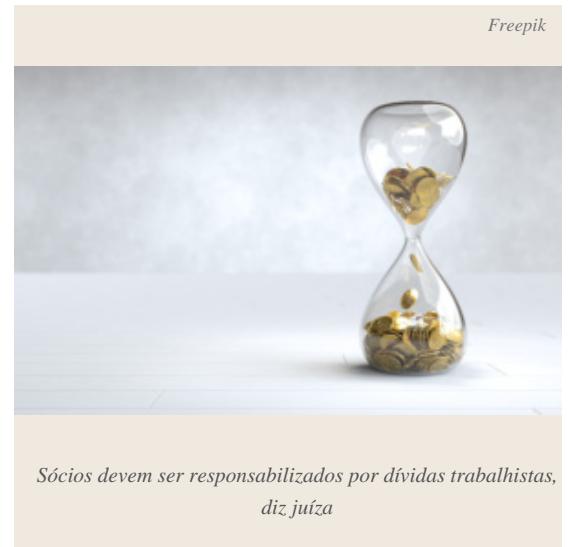 Freepik
Sócios devem ser responsabilizados por dívidas trabalhistas,
diz juíza